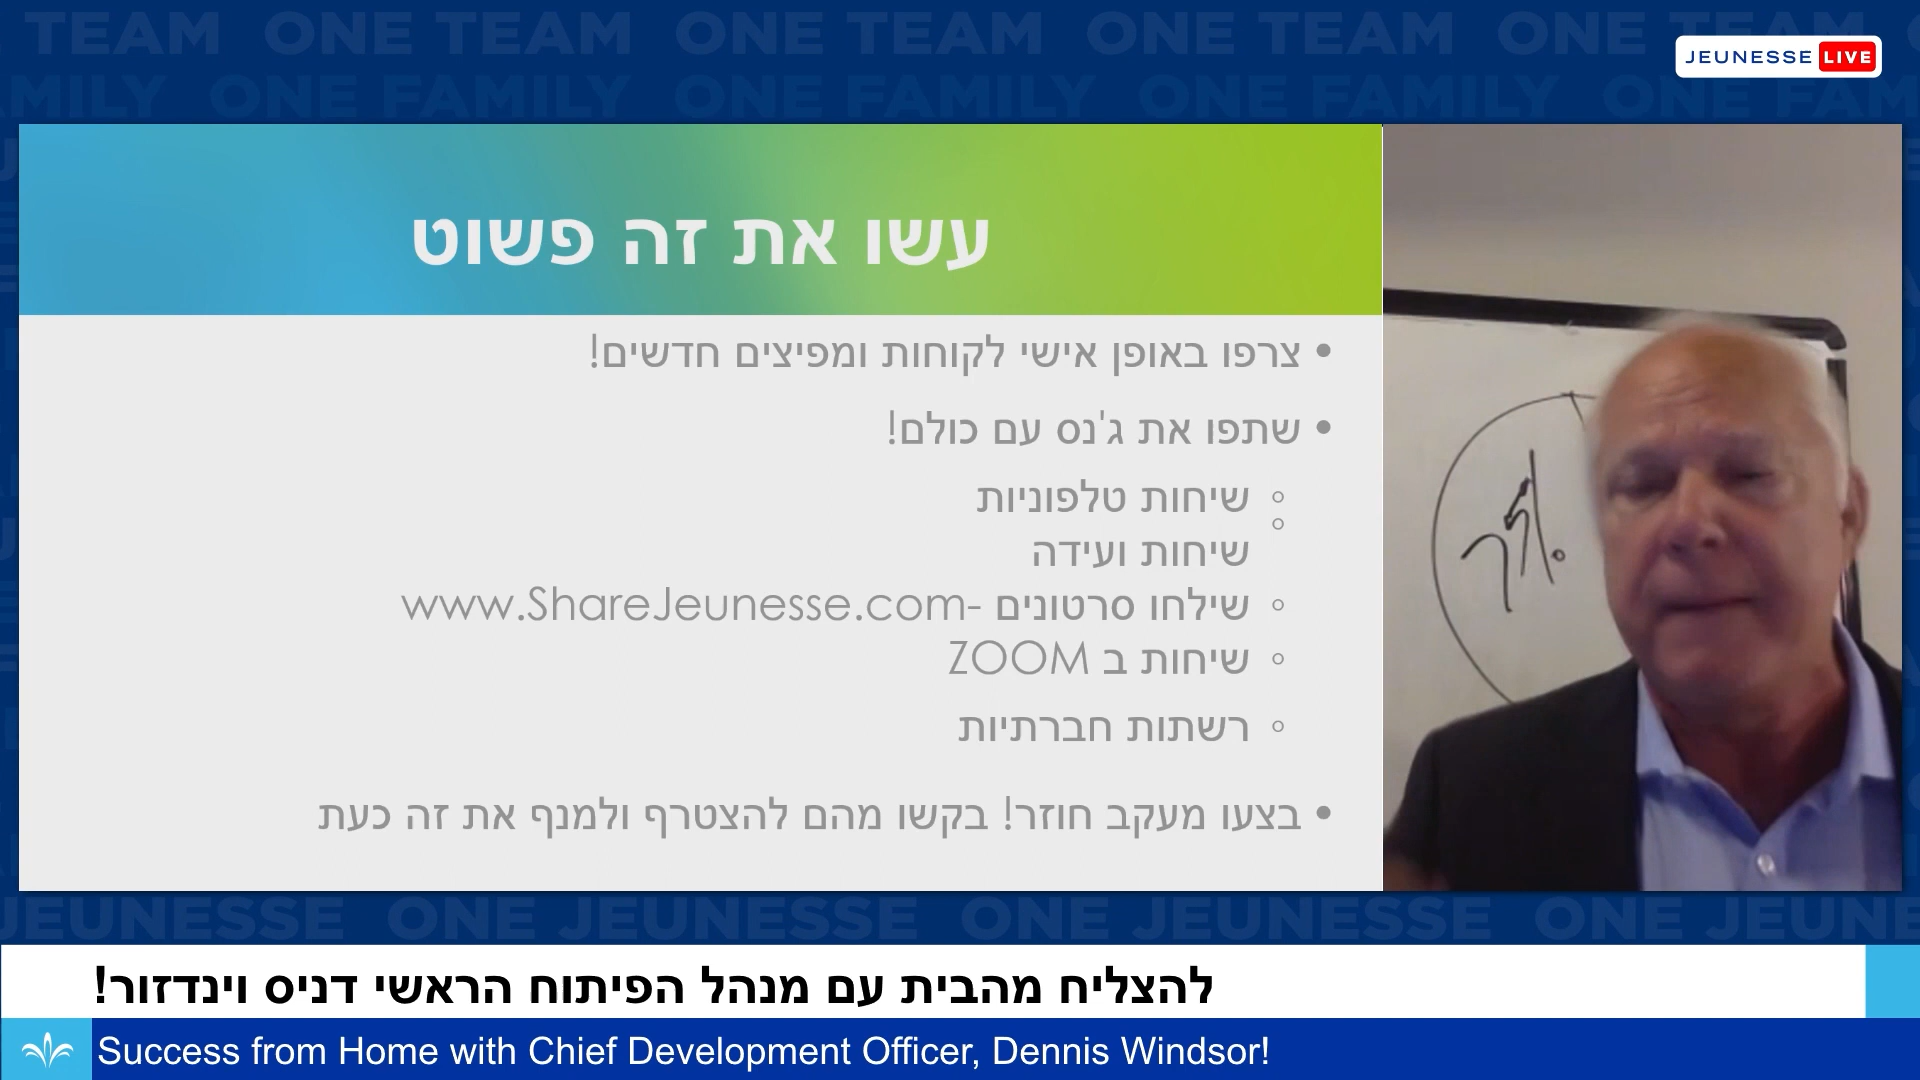 TEAM ONE TEAM ONE TEAM ONE TEAM ONE TEAM
JEUNESSE LIVE
AMILY ONE FAMILY ONE FAMILY ONE FAMILY ONE FAM
עשו את זה פשוט
• צרפו באופן אישי לקוחות ומפיצים חדשים!
• שתפו את ג'נס עם כולם!
◦ שיחות טלפוניות
◦ שיחות ועידה
◦ שילחו סרטונים -www.ShareJeunesse.com
◦ שיחות ב ZOOM
◦ רשתות חברתיות
• בצעו מעקב חוזר! בקשו מהם להצטרף ולמנף את זה כעת
JEUNESSE ONE JEUNESSE ONE JEUNESSE ONE JEUNE
להצליח מהבית עם מנהל הפיתוח הראשי דניס וינדזור!
Success from Home with Chief Development Officer, Dennis Windsor!